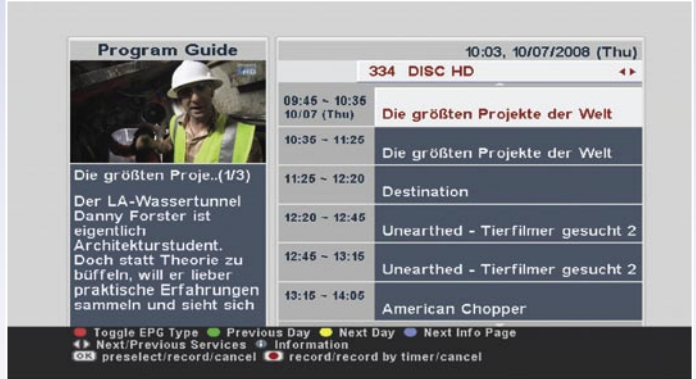 Program Guide
10:03, 10/07/2008 (Thu)
334 DISC HD
HD
09:45 ~ 10:35
10/07 (Thu)
Die größten Projekte der Welt
10:35 ~ 11:25
Die größten Projekte der Welt
11:25 ~ 12:20
Destination
12:20 ~ 12:45
Unearthed - Tierfilmer gesucht 2
12:45 ~ 13:15
Unearthed - Tierfilmer gesucht 2
13:15 ~ 14:05
American Chopper
Die größten Proje..(1/3)
Der LA-Wassertunnel
Danny Forster ist
eigentlich
Architekturstudent.
Doch statt Theorie zu
büffeln, will er lieber
praktische Erfahrungen
sammeln und sieht sich
Toggle EPG Type Previous Day Next Day Next Info Page
Next/Previous Services Information
OK preselect/record/cancel record/record by timer/cancel